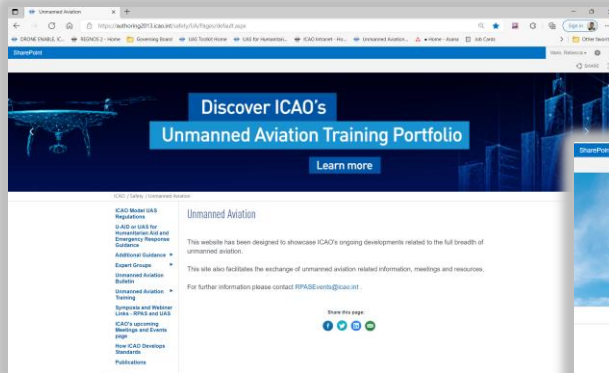 Unmanned Aviation
https://authoring2013.icao.int/safety/UA/Pages/default.aspx
Sign in
DRONE ENABLE, IC...
REGNOS 2 - Home
Governing Board
UAS Toolkit Home
UAS for Humanitari...
ICAO Intranet - Ho...
Unmanned Aviation...
Home - Asana
Job Cards
Other favorit
SharePoint
SHARE
Discover ICAO's
Unmanned Aviation Training Portfolio
Learn more
SharePoin
ICAO / Safety / Unmanned Aviation
ICAO Model UAS
Regulations
U-AID or UAS for
Humanitarian Aid and
Emergency Response
Guidance
Additional Guidance
Expert Groups
Unmanned Aviation
Bulletin
Unmanned Aviation
Training
Symposia and Webinar
Links - RPAS and UAS
ICAO's upcoming
Meetings and Events
page
How ICAO Develops
Standards
Publications
Unmanned Aviation
This website has been designed to showcase ICAO's ongoing developments related to the full breadth of
unmanned aviation.
This site also facilitates the exchange of unmanned aviation related information, meetings and resources.
For further information please contact RPASEvents@icao.int .
Share this page: